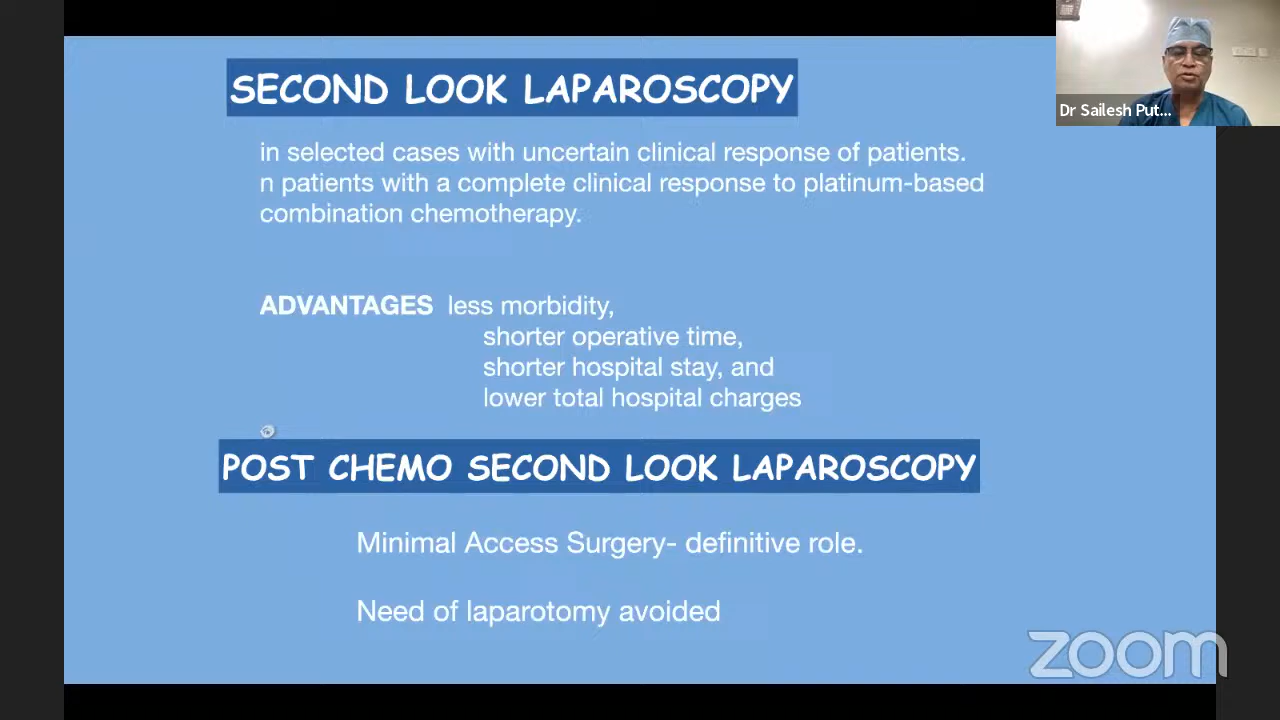 SECOND LOOK LAPAROSCOPY
in selected cases with uncertain clinical response of patients.
n patients with a complete clinical response to platinum-based
combination chemotherapy.
ADVANTAGES less morbidity,
shorter operative time,
shorter hospital stay, and
lower total hospital charges
POST CHEMO SECOND LOOK LAPAROSCOPY
Minimal Access Surgery- definitive role.
Need of laparotomy avoided
Dr Sailesh Put...
zoom